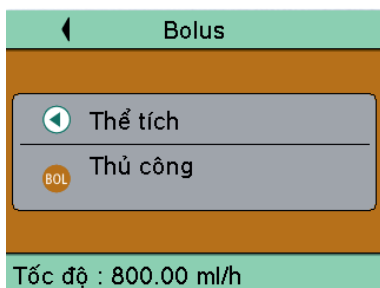 Bolus
Thể tích
BOL
Thủ công
Tốc độ : 800.00 ml/h